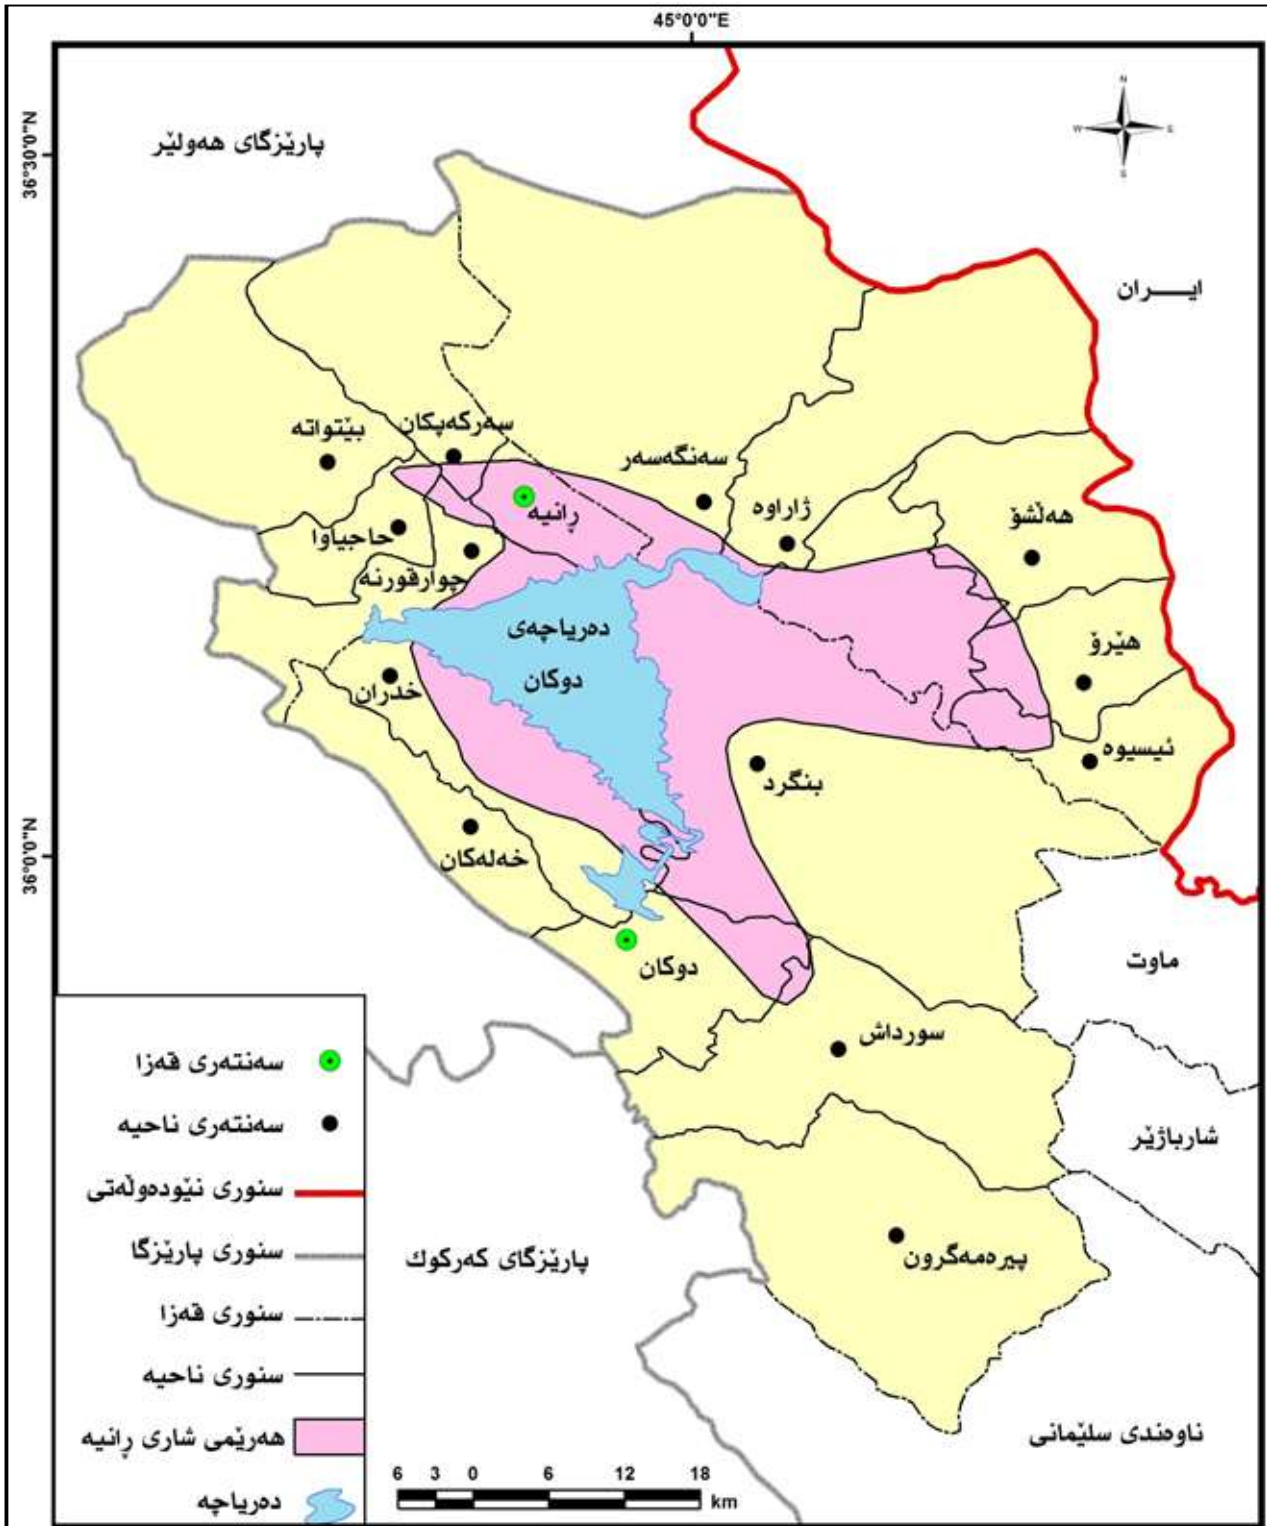 45°0'0"E
36°30'0"N
36°0'0"N
N
W
E
S
پارێزگای هەولێر
ایـــران
سەرکەپکان
بێتواتە
سەنگەسەر
ژاراوە
هەڵشۆ
ڕانیە
حاجیاوا
چوارقورنە
دەریاچەی
دوکان
هێرۆ
خدران
ئیسیوە
بنگرد
خەلەکان
ماوت
دوکان
سورداش
شارباژێر
پیرەمەگرون
پارێزگای کەرکوك
ناوەندی سلێمانی
سەنتەری قەزا
سەنتەری ناحیە
سنوری نێودەوڵەتی
سنوری پارێزگا
سنوری قەزا
سنوری ناحیە
هەرێمی شاری ڕانیە
دەریاچە
6 3 0 6 12 18
km